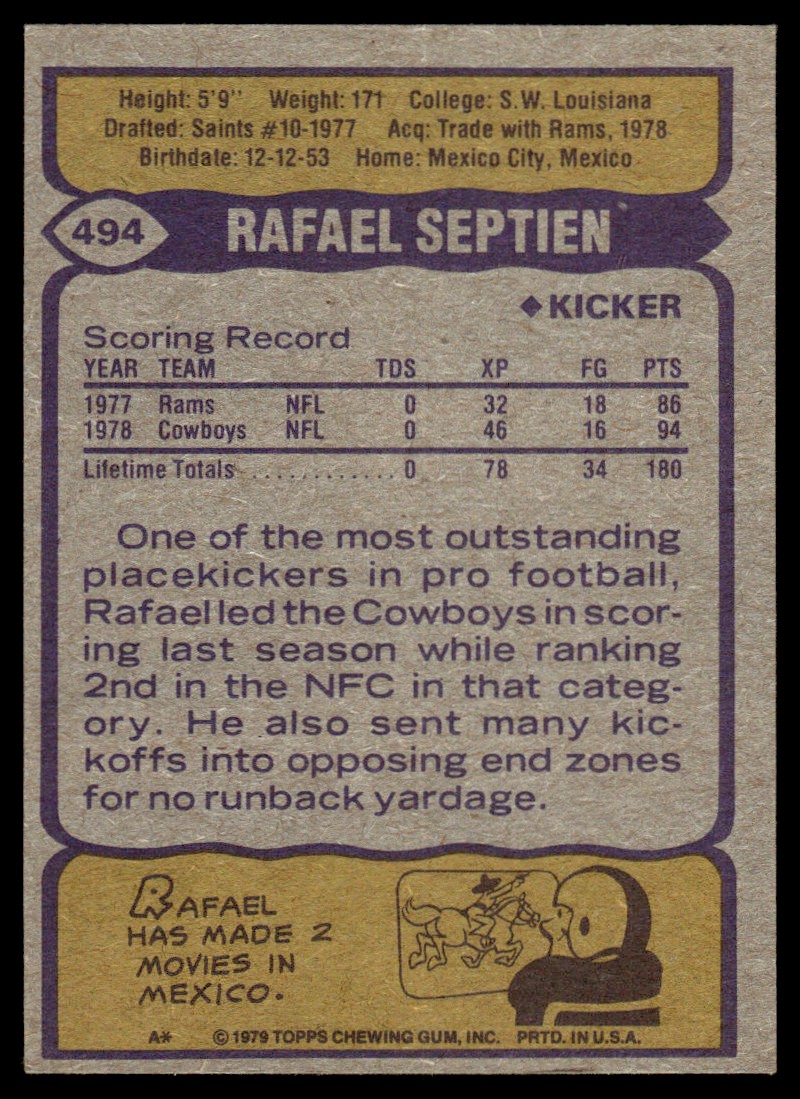 Height: 5'9" Weight: 171 College: S.W. Louisiana
Drafted: Saints #10-1977 Acq: Trade with Rams, 1978
Birthdate: 12-12-53 Home: Mexico City, Mexico
494 RAFAEL SEPTIEN
◆KICKER
Scoring Record
YEAR TEAM TDS XP FG PTS
1977 Rams NFL 0 32 18 86
1978 Cowboys NFL 0 46 16 94
Lifetime Totals ............. 0 78 34 180
One of the most outstanding
placekickers in pro football,
Rafael led the Cowboys in scor-
ing last season while ranking
2nd in the NFC in that categ-
ory. He also sent many kic-
koffs into opposing end zones
for no runback yardage.
RAFAEL
HAS MADE 2
MOVIES IN
MEXICO.
A* © 1979 TOPPS CHEWING GUM, INC. PRTD. IN U.S.A.